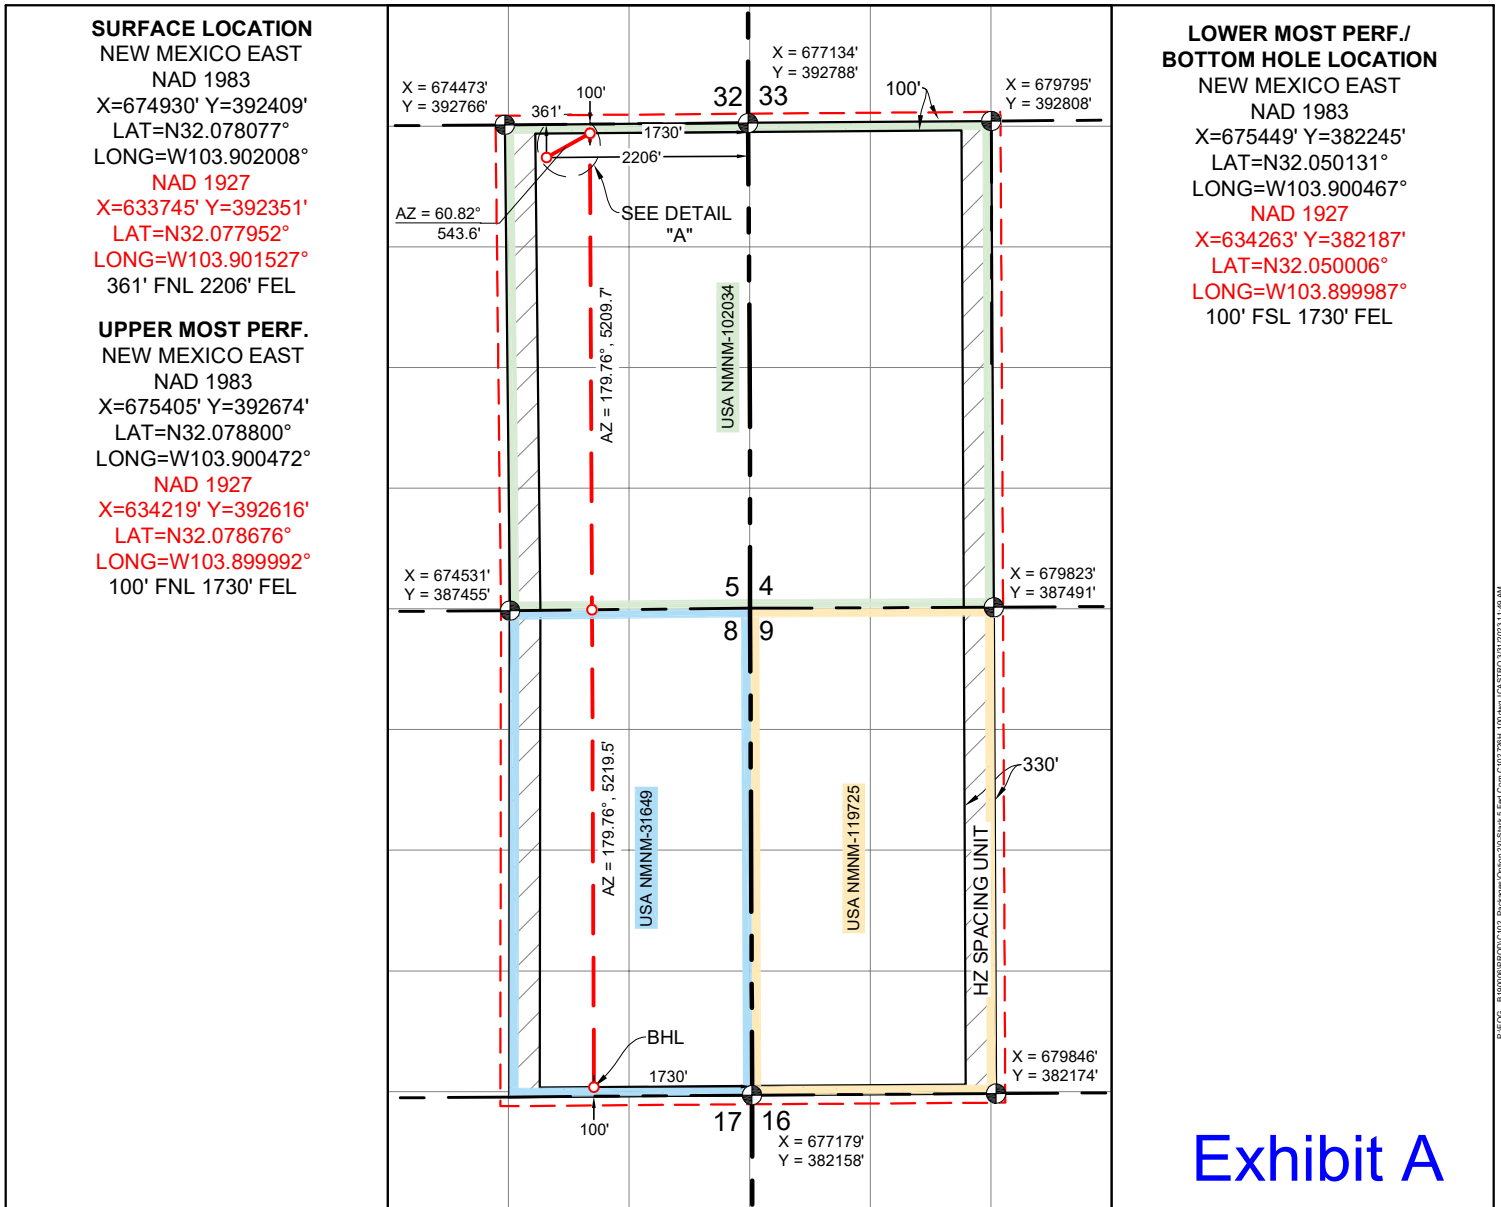 SURFACE LOCATION
NEW MEXICO EAST
NAD 1983
X=674930' Y=392409'
LAT=N32.078077°
LONG=W103.902008°
NAD 1927
X=633745' Y=392351'
LAT=N32.077952°
LONG=W103.901527°
361' FNL 2206' FEL
UPPER MOST PERF.
NEW MEXICO EAST
NAD 1983
X=675405' Y=392674'
LAT=N32.078800°
LONG=W103.900472°
NAD 1927
X=634219' Y=392616'
LAT=N32.078676°
LONG=W103.899992°
100' FNL 1730' FEL
X = 674473'
Y = 392766'
X = 677134'
Y = 392788'
X = 679795'
Y = 392808'
361'
100'
32 33
100'
1730'
2206'
AZ = 60.82°
543.6'
SEE DETAIL
"A"
AZ = 179.76°, 5209.7'
USA NMNM-102034
X = 674531'
Y = 387455'
5 4
8 9
X = 679823'
Y = 387491'
AZ = 179.76°, 5219.5'
USA NMNM-31649
USA NMNM-119725
330'
HZ SPACING UNIT
BHL
1730'
100'
17 16
X = 679846'
Y = 382174'
X = 677179'
Y = 382158'
LOWER MOST PERF./
BOTTOM HOLE LOCATION
NEW MEXICO EAST
NAD 1983
X=675449' Y=382245'
LAT=N32.050131°
LONG=W103.900467°
NAD 1927
X=634263' Y=382187'
LAT=N32.050006°
LONG=W103.899987°
100' FSL 1730' FEL
Exhibit A